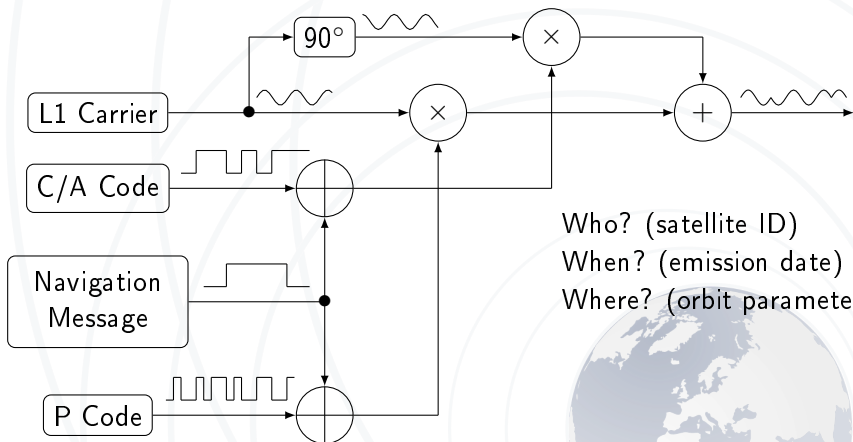 90°
×
L1 Carrier
×
+
C/A Code
Who? (satellite ID)
When? (emission date)
Where? (orbit paramete
Navigation
Message
P Code